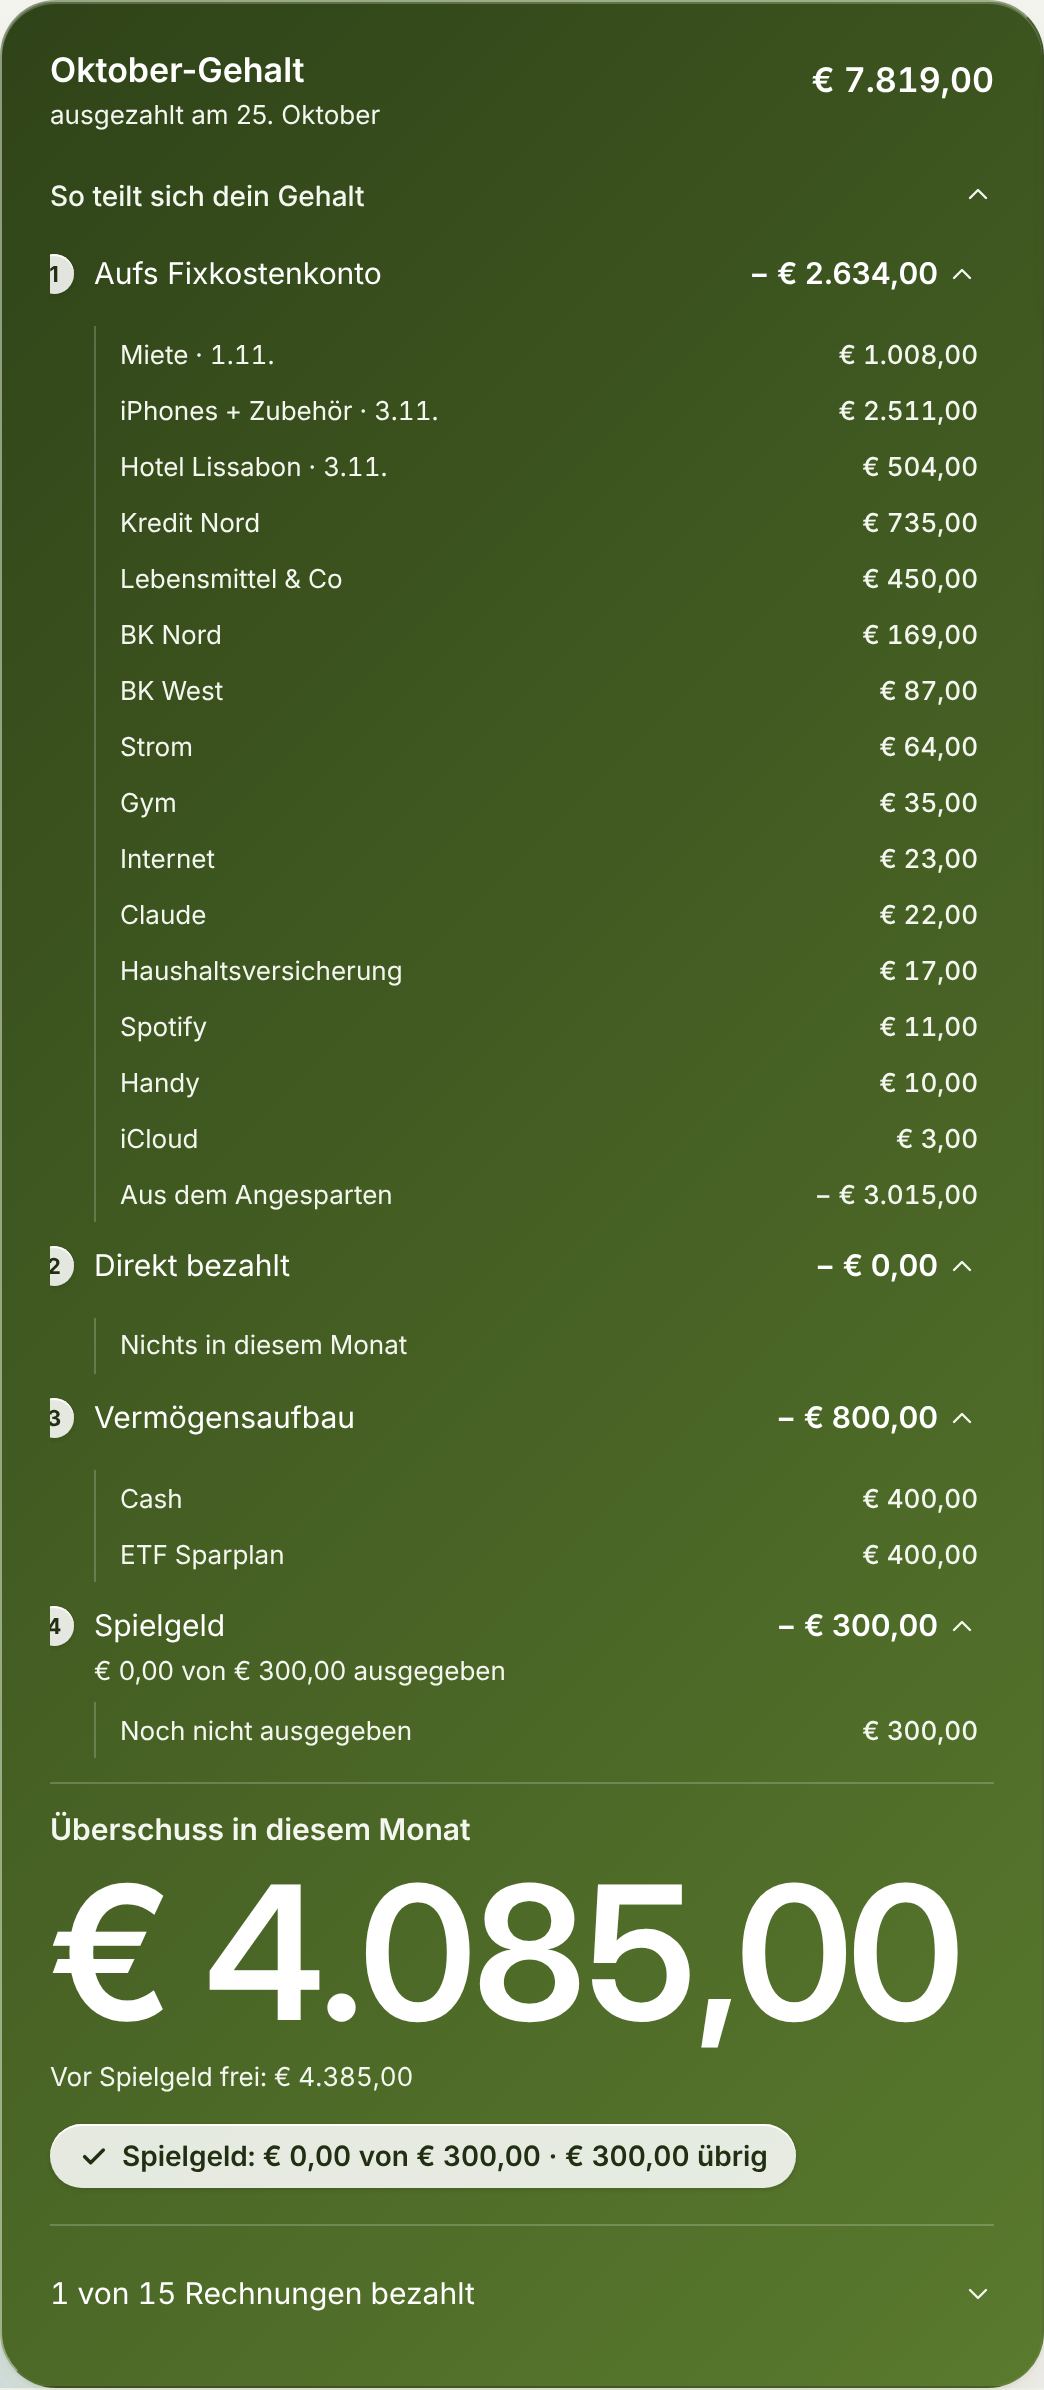 Oktober-Gehalt
€ 7.819,00
ausgezahlt am 25. Oktober
So teilt sich dein Gehalt
1 Aufs Fixkostenkonto – € 2.634,00
Miete · 1.11. € 1.008,00
iPhones + Zubehör · 3.11. € 2.511,00
Hotel Lissabon · 3.11. € 504,00
Kredit Nord € 735,00
Lebensmittel & Co € 450,00
BK Nord € 169,00
BK West € 87,00
Strom € 64,00
Gym € 35,00
Internet € 23,00
Claude € 22,00
Haushaltsversicherung € 17,00
Spotify € 11,00
Handy € 10,00
iCloud € 3,00
Aus dem Angesparten – € 3.015,00
2 Direkt bezahlt – € 0,00
Nichts in diesem Monat
3 Vermögensaufbau – € 800,00
Cash € 400,00
ETF Sparplan € 400,00
4 Spielgeld – € 300,00
€ 0,00 von € 300,00 ausgegeben
Noch nicht ausgegeben € 300,00
Überschuss in diesem Monat
€ 4.085,00
Vor Spielgeld frei: € 4.385,00
Spielgeld: € 0,00 von € 300,00 · € 300,00 übrig
1 von 15 Rechnungen bezahlt